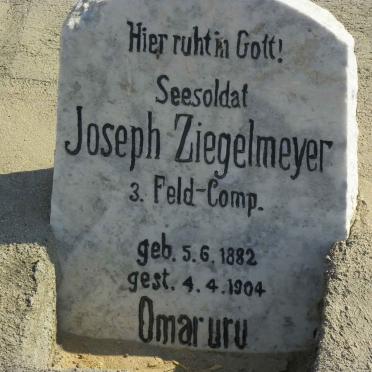 Hier ruht in Gott!
Seesoldat
Joseph Ziegelmeyer
3. Feld-Comp.
geb. 5.6.1882
gest. 4.4.1904
Omaruru